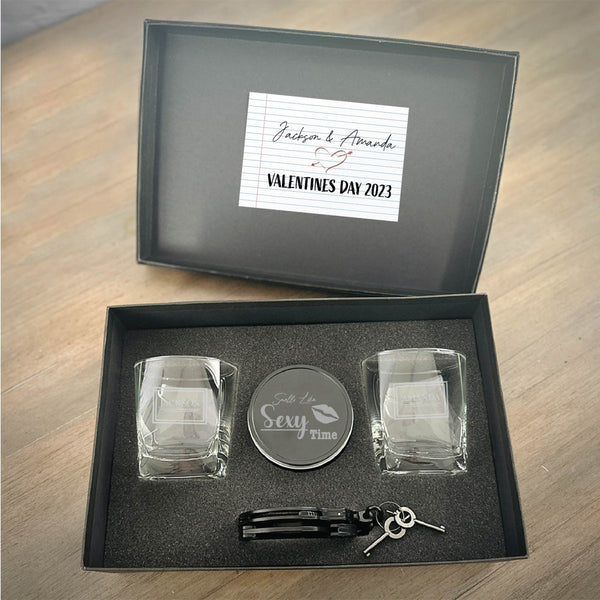 Jackson & Amanda
VALENTINES DAY 2023
Smells Like
Sexy
Time